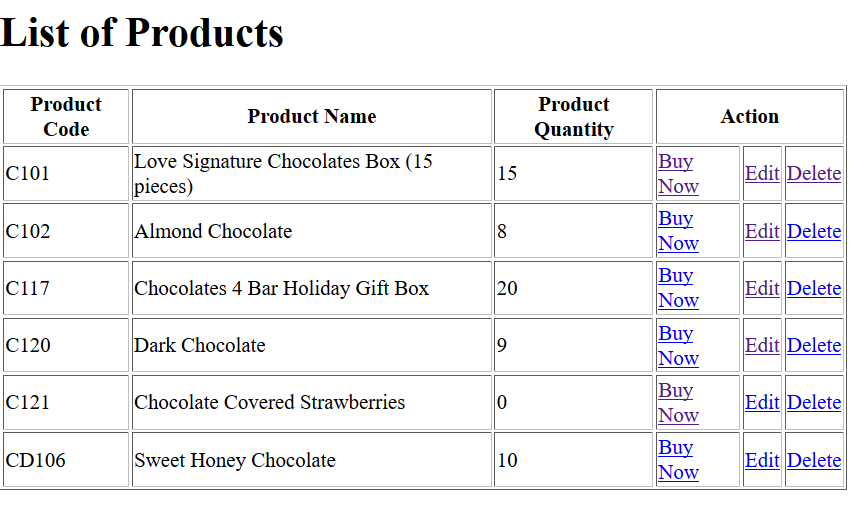 List of Products
Product Code Product Name Product Quantity Action
C101 Love Signature Chocolates Box (15 pieces) 15 Buy Now Edit Delete
C102 Almond Chocolate 8 Buy Now Edit Delete
C117 Chocolates 4 Bar Holiday Gift Box 20 Buy Now Edit Delete
C120 Dark Chocolate 9 Buy Now Edit Delete
C121 Chocolate Covered Strawberries 0 Buy Now Edit Delete
CD106 Sweet Honey Chocolate 10 Buy Now Edit Delete